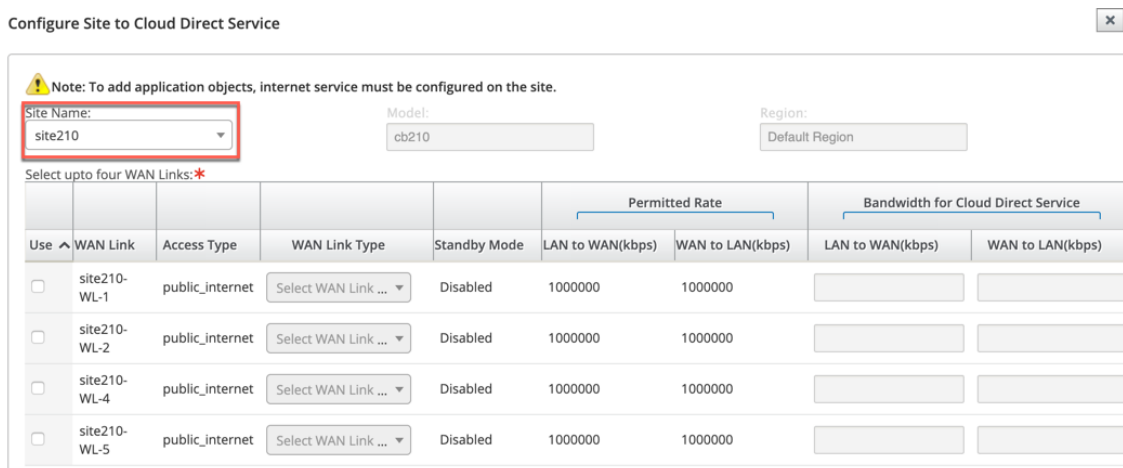 Configure Site to Cloud Direct Service
×
Note: To add application objects, internet service must be configured on the site.
Site Name: Model: Region:
site210 cb210 Default Region
Select upto four WAN Links:*
Permitted Rate Bandwidth for Cloud Direct Service
Use WAN Link Access Type WAN Link Type Standby Mode LAN to WAN(kbps) WAN to LAN(kbps) LAN to WAN(kbps) WAN to LAN(kbps)
site210-
WL-1 public_internet Select WAN Link ... Disabled 1000000 1000000
site210-
WL-2 public_internet Select WAN Link ... Disabled 1000000 1000000
site210-
WL-4 public_internet Select WAN Link ... Disabled 1000000 1000000
site210-
WL-5 public_internet Select WAN Link ... Disabled 1000000 1000000